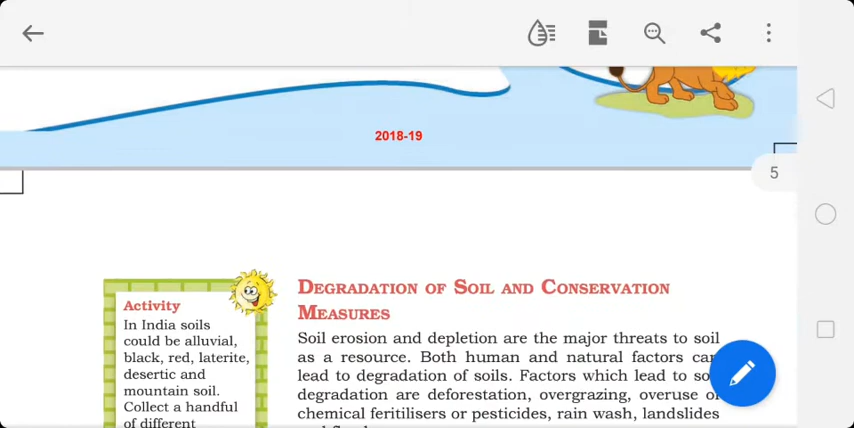 2018-19
5
DEGRADATION OF SOIL AND CONSERVATION
MEASURES
Activity
In India soils
could be alluvial,
black, red, laterite,
desertic and
mountain soil.
Collect a handful
of different
Soil erosion and depletion are the major threats to soil
as a resource. Both human and natural factors can
lead to degradation of soils. Factors which lead to soil
degradation are deforestation, overgrazing, overuse of
chemical feritilisers or pesticides, rain wash, landslides